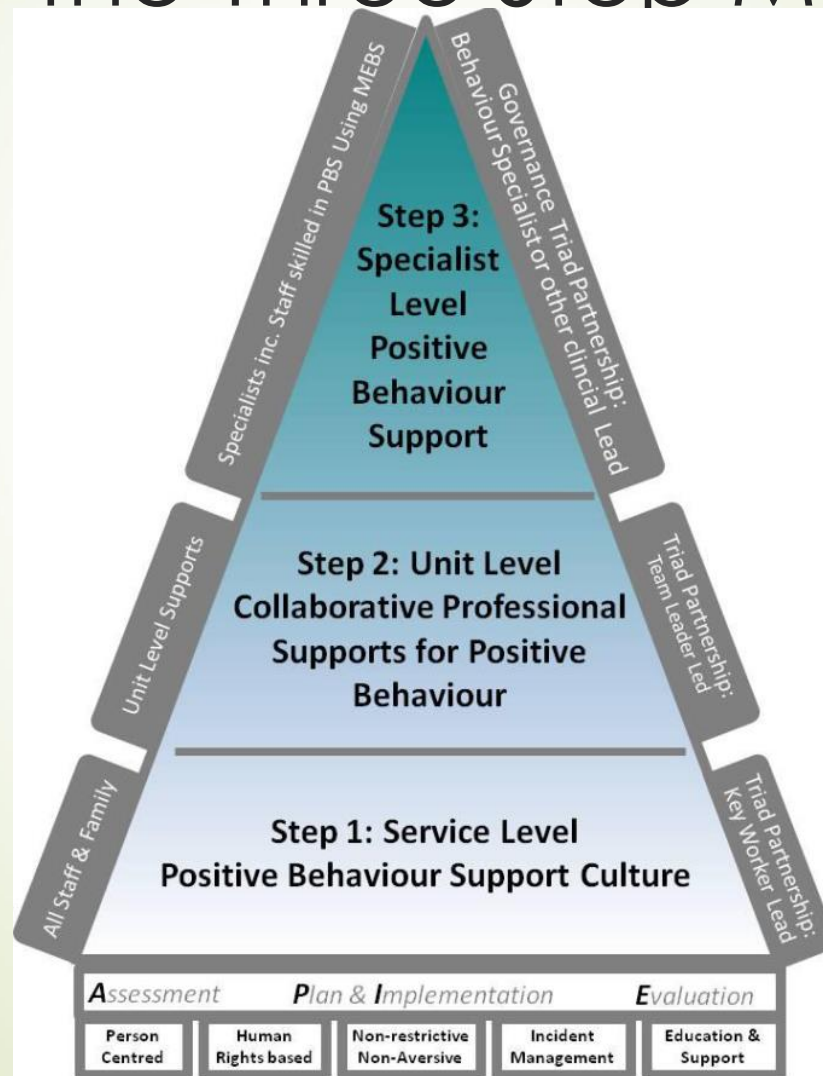 Specialists inc. Staff skilled in PBS Using MEBS
Governance Triad Partnership:
Behaviour Specialist or other clincial Lead
Step 3:
Specialist
Level
Positive
Behaviour
Support
Unit Level Supports
Step 2: Unit Level
Collaborative Professional
Supports for Positive
Behaviour
Triad Partnership:
Team Leader Led
All Staff & Family
Step 1: Service Level
Positive Behaviour Support Culture
Triad Partnership:
Key Worker Lead
Assessment Plan & Implementation Evaluation
Person
Centred
Human
Rights based
Non-restrictive
Non-Aversive
Incident
Management
Education &
Support